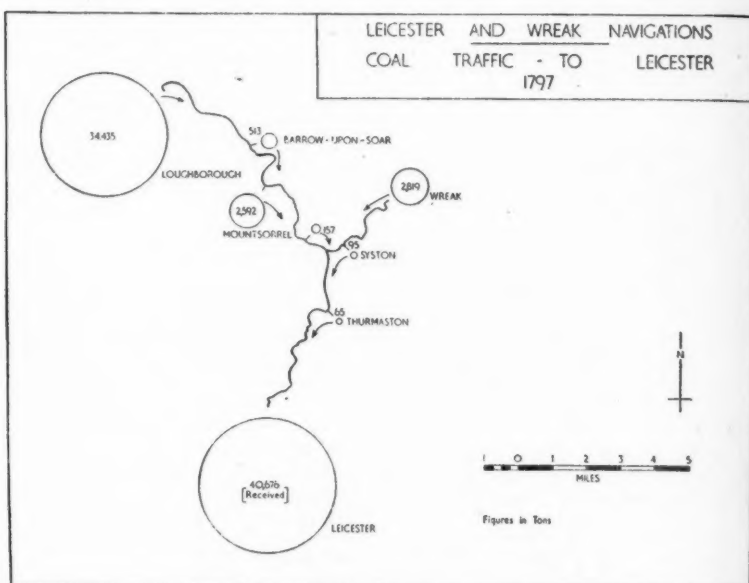 LEICESTER AND WREAK NAVIGATIONS
COAL TRAFFIC - TO LEICESTER
1797
34,435
LOUGHBOROUGH
513
BARROW-UPON-SOAR
2,592
MOUNTSORREL
157
2,819
WREAK
95
SYSTON
65
THURMASTON
N
40,676
[Received]
LEICESTER
1 0 1 2 3 4 5
MILES
Figures in Tons